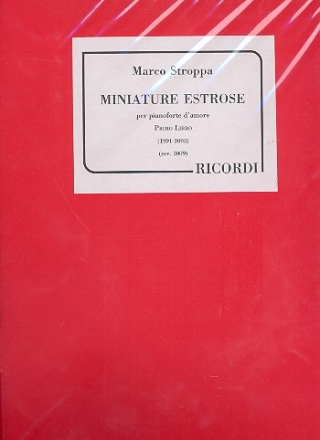 Marco Stroppa
MINIATURE ESTROSE
per pianoforte d'amore
PRIMO LIBRO
(1991-2003)
(rev. 2009)
RICORDI